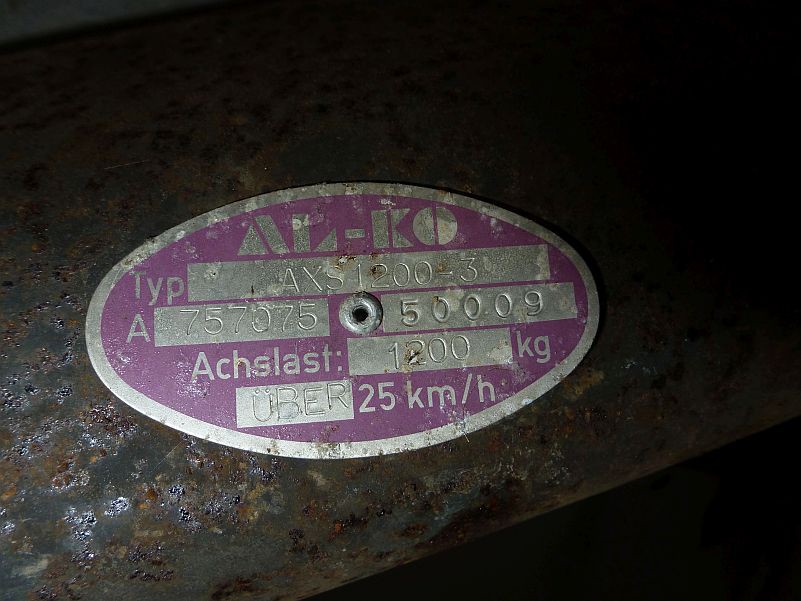 AL-KO
Typ AXS1200-3
A 757075 50009
Achslast: 1200 kg
ÜBER 25 km/h